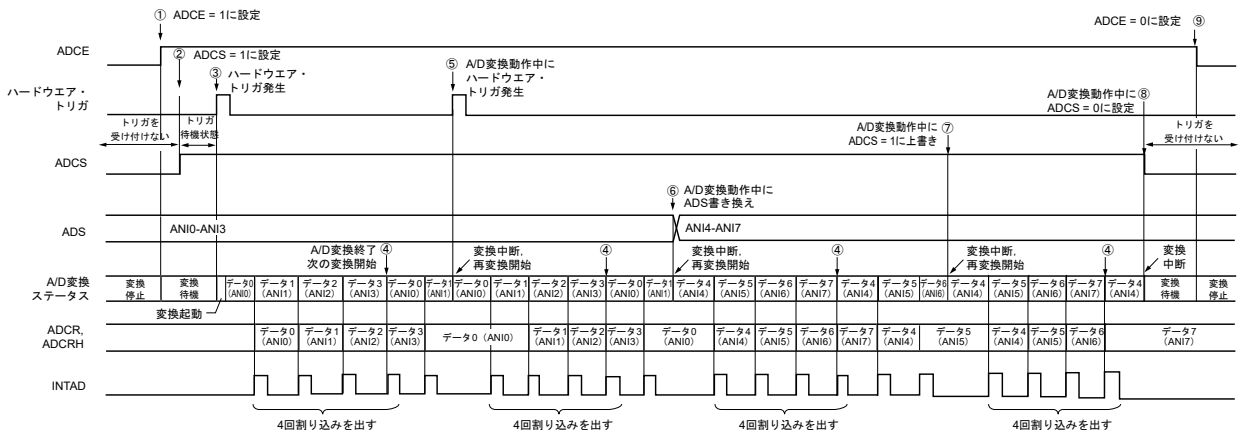 ① ADCE = 1に設定
ADCE = 0に設定 ⑨
ADCE
② ADCS = 1に設定
③ ハードウエア・
トリガ発生
⑤ A/D変換動作中に
ハードウエア・
トリガ発生
ハードウエア・
トリガ
A/D変換動作中に ⑧
ADCS = 0に設定
トリガを
受け付けない
トリガ
待機状態
A/D変換動作中に ⑦
ADCS = 1に上書き
トリガを
受け付けない
ADCS
⑥ A/D変換動作中に
ADS書き換え
ADS
ANI0-ANI3
ANI4-ANI7
A/D変換終了 ④
次の変換開始
変換中断,
再変換開始
④
変換中断,
再変換開始
④
変換中断,
再変換開始
④
変換
中断
A/D変換
ステータス
変換 変換 データ0 データ1 データ2 データ3 データ0 データ1 データ0 データ1 データ2 データ3 データ0 データ1 データ4 データ5 データ6 データ7 データ4 データ5 データ6 データ4 データ5 データ6 データ7 データ4 変換 変換
停止 待機 (ANI0) (ANI1) (ANI2) (ANI3) (ANI0) (ANI1) (ANI0) (ANI1) (ANI2) (ANI3) (ANI0) (ANI1) (ANI4) (ANI5) (ANI6) (ANI7) (ANI4) (ANI5) (ANI6) (ANI4) (ANI5) (ANI6) (ANI7) (ANI4) 待機 停止
変換起動
ADCR,
ADCRH
データ0 データ1 データ2 データ3 データ0 (ANI0) データ1 データ2 データ3 データ0 データ4 データ5 データ6 データ7 データ4 データ5 データ4 データ5 データ6 データ7
(ANI0) (ANI1) (ANI2) (ANI3) (ANI1) (ANI2) (ANI3) (ANI0) (ANI4) (ANI5) (ANI6) (ANI7) (ANI4) (ANI5) (ANI4) (ANI5) (ANI6) (ANI7)
INTAD
4回割り込みを出す
4回割り込みを出す
4回割り込みを出す
4回割り込みを出す